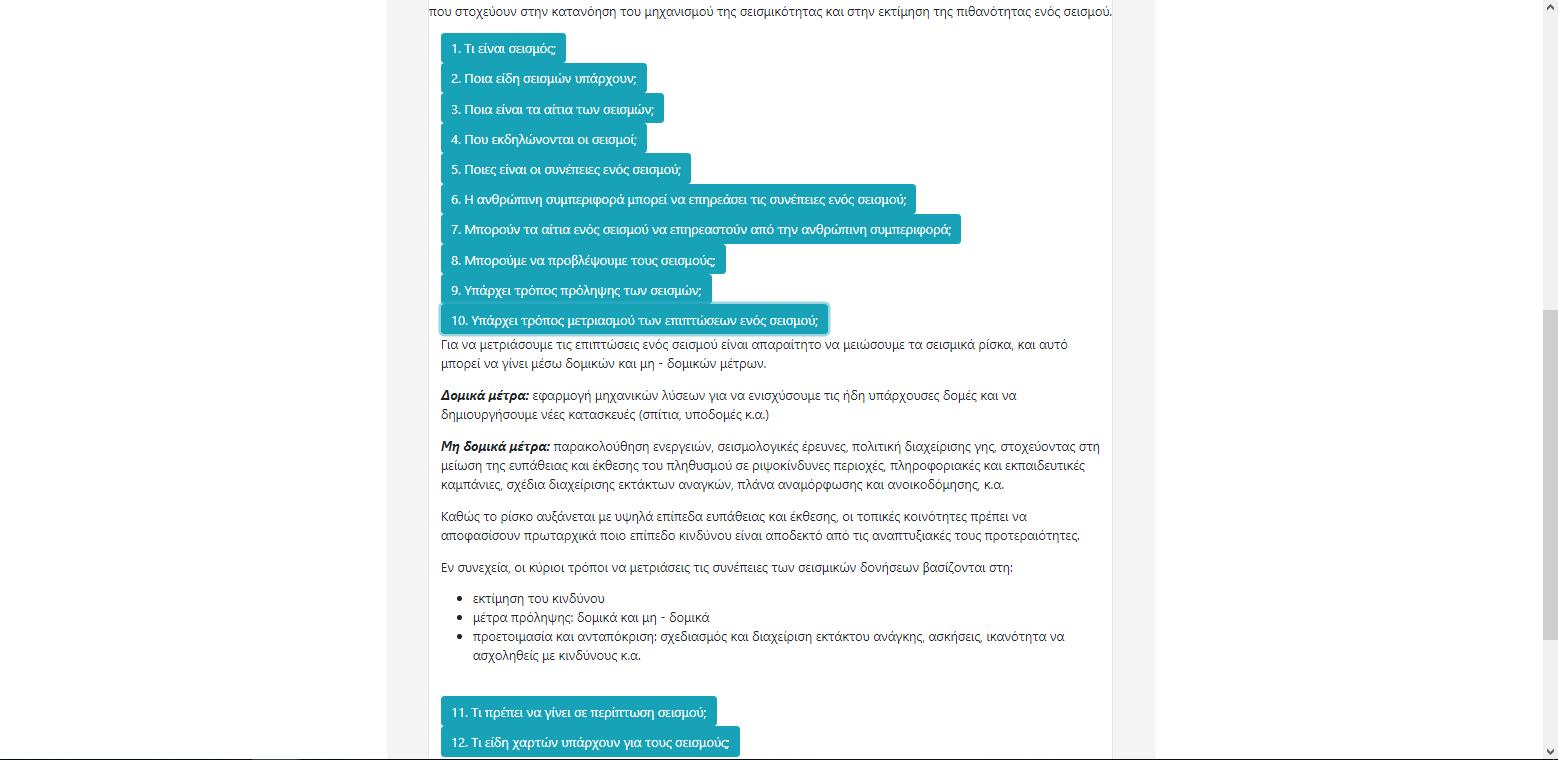 που στοχεύουν στην κατανόηση του μηχανισμού της σεισμικότητας και στην εκτίμηση της πιθανότητας ενός σεισμού.
1. Τι είναι σεισμός;
2. Ποια είδη σεισμών υπάρχουν;
3. Ποια είναι τα αίτια των σεισμών;
4. Που εκδηλώνονται οι σεισμοί;
5. Ποιες είναι οι συνέπειες ενός σεισμού;
6. Η ανθρώπινη συμπεριφορά μπορεί να επηρεάσει τις συνέπειες ενός σεισμού;
7. Μπορούν τα αίτια ενός σεισμού να επηρεαστούν από την ανθρώπινη συμπεριφορά;
8. Μπορούμε να προβλέψουμε τους σεισμούς;
9. Υπάρχει τρόπος πρόληψης των σεισμών;
10. Υπάρχει τρόπος μετριασμού των επιπτώσεων ενός σεισμού;
Για να μετριάσουμε τις επιπτώσεις ενός σεισμού είναι απαραίτητο να μειώσουμε τα σεισμικά ρίσκα, και αυτό
μπορεί να γίνει μέσω δομικών και μη - δομικών μέτρων.
Δομικά μέτρα: εφαρμογή μηχανικών λύσεων για να ενισχύσουμε τις ήδη υπάρχουσες δομές και να
δημιουργήσουμε νέες κατασκευές (σπίτια, υποδομές κ.α.)
Μη δομικά μέτρα: παρακολούθηση ενεργειών, σεισμολογικές έρευνες, πολιτική διαχείρισης γης, στοχεύοντας στη
μείωση της ευπάθειας και έκθεσης του πληθυσμού σε ριψοκίνδυνες περιοχές, πληροφοριακές και εκπαιδευτικές
καμπάνιες, σχέδια διαχείρισης εκτάκτων αναγκών, πλάνα αναμόρφωσης και ανοικοδόμησης, κ.α.
Καθώς το ρίσκο αυξάνεται με υψηλά επίπεδα ευπάθειας και έκθεσης, οι τοπικές κοινότητες πρέπει να
αποφασίσουν πρωταρχικά ποιο επίπεδο κινδύνου είναι αποδεκτό από τις αναπτυξιακές τους προτεραιότητες.
Εν συνεχεία, οι κύριοι τρόποι να μετριάσεις τις συνέπειες των σεισμικών δονήσεων βασίζονται στη:
• εκτίμηση του κινδύνου
• μέτρα πρόληψης: δομικά και μη - δομικά
• προετοιμασία και ανταπόκριση: σχεδιασμός και διαχείριση εκτάκτου ανάγκης, ασκήσεις, ικανότητα να
ασχοληθείς με κινδύνους κ.α.
11. Τι πρέπει να γίνει σε περίπτωση σεισμού;
12. Τι είδη χαρτών υπάρχουν για τους σεισμούς;